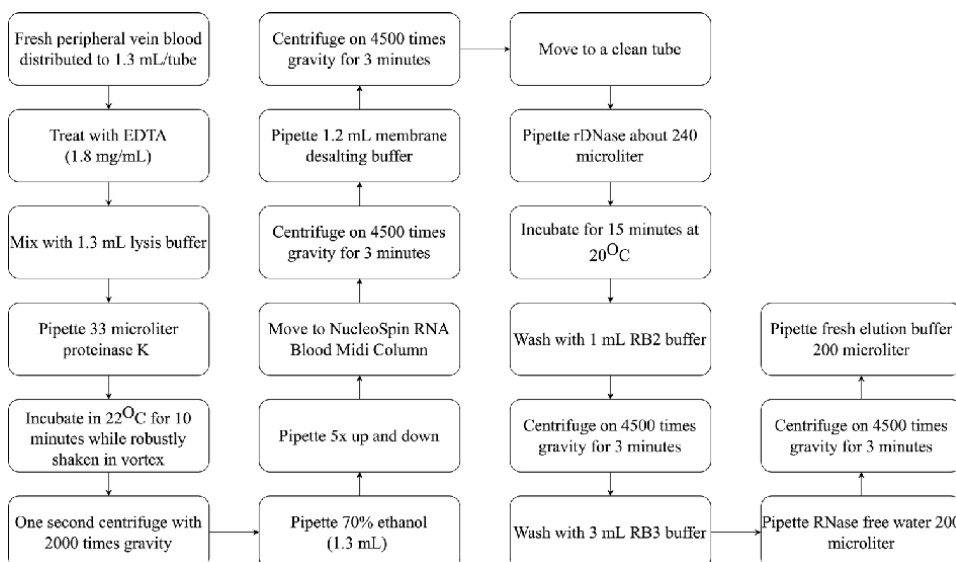 Fresh peripheral vein blood
distributed to 1.3 mL/tube
Treat with EDTA
(1.8 mg/mL)
Mix with 1.3 mL lysis buffer
Pipette 33 microliter
proteinase K
Incubate in 22OC for 10
minutes while robustly
shaken in vortex
One second centrifuge with
2000 times gravity
Pipette 70% ethanol
(1.3 mL)
Pipette 5x up and down
Move to NucleoSpin RNA
Blood Midi Column
Centrifuge on 4500 times
gravity for 3 minutes
Pipette 1.2 mL membrane
desalting buffer
Centrifuge on 4500 times
gravity for 3 minutes
Move to a clean tube
Pipette rDNase about 240
microliter
Incubate for 15 minutes at
20OC
Wash with 1 mL RB2 buffer
Centrifuge on 4500 times
gravity for 3 minutes
Wash with 3 mL RB3 buffer
Pipette RNase free water 200
microliter
Centrifuge on 4500 times
gravity for 3 minutes
Pipette fresh elution buffer
200 microliter